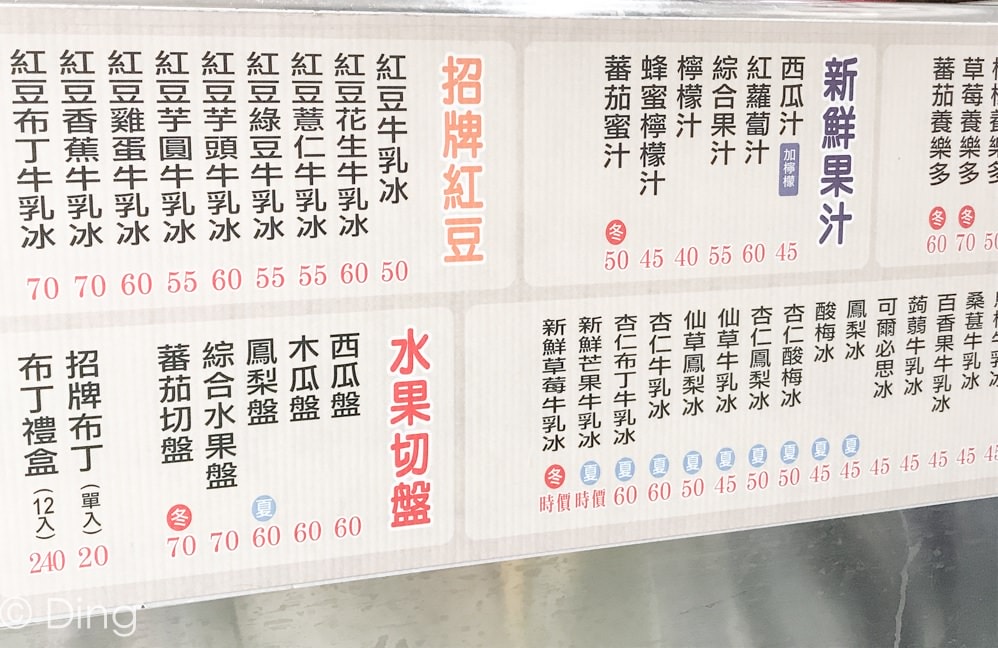 招牌紅豆
紅豆牛乳冰 50
紅豆花生牛乳冰 60
紅豆薏仁牛乳冰 55
紅豆綠豆牛乳冰 55
紅豆芋頭牛乳冰 60
紅豆芋圓牛乳冰 55
紅豆雞蛋牛乳冰 60
紅豆香蕉牛乳冰 70
紅豆布丁牛乳冰 70
新鮮果汁
西瓜汁 加檸檬 45
紅蘿蔔汁 60
綜合果汁 55
檸檬汁 40
蜂蜜檸檬汁 45
蕃茄蜜汁 冬 50
養樂多 50
草莓養樂多 冬 70
蕃茄養樂多 冬 60
水果切盤
西瓜盤 60
木瓜盤 60
鳳梨盤 夏 60
綜合水果盤 70
蕃茄切盤 冬 70
招牌布丁(單入) 20
布丁禮盒(12入) 240
牛乳冰 45
桑葚牛乳冰 45
百香果牛乳冰 45
蒟蒻牛乳冰 45
可爾必思冰 45
鳳梨冰 夏 45
酸梅冰 夏 45
杏仁酸梅冰 夏 50
杏仁鳳梨冰 夏 50
仙草牛乳冰 夏 45
仙草鳳梨冰 夏 50
杏仁牛乳冰 夏 60
杏仁布丁牛乳冰 夏 60
新鮮芒果牛乳冰 夏 時價
新鮮草莓牛乳冰 冬 時價
© Ding